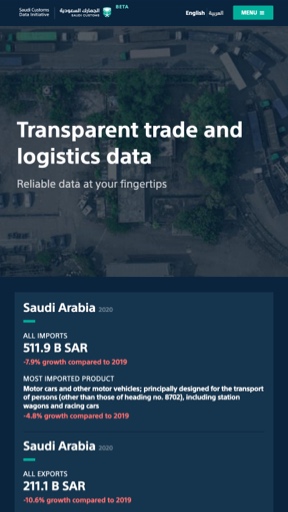 Saudi Customs
Data Initiative
الجمارك السعودية
SAUDI CUSTOMS
BETA
English
العربية
MENU
Transparent trade and
logistics data
Reliable data at your fingertips
Saudi Arabia 2020
ALL IMPORTS
511.9 B SAR
-7.9% growth compared to 2019
MOST IMPORTED PRODUCT
Motor cars and other motor vehicles; principally designed for the transport
of persons (other than those of heading no. 8702), including station
wagons and racing cars
-4.8% growth compared to 2019
Saudi Arabia 2020
ALL EXPORTS
211.1 B SAR
-10.6% growth compared to 2019